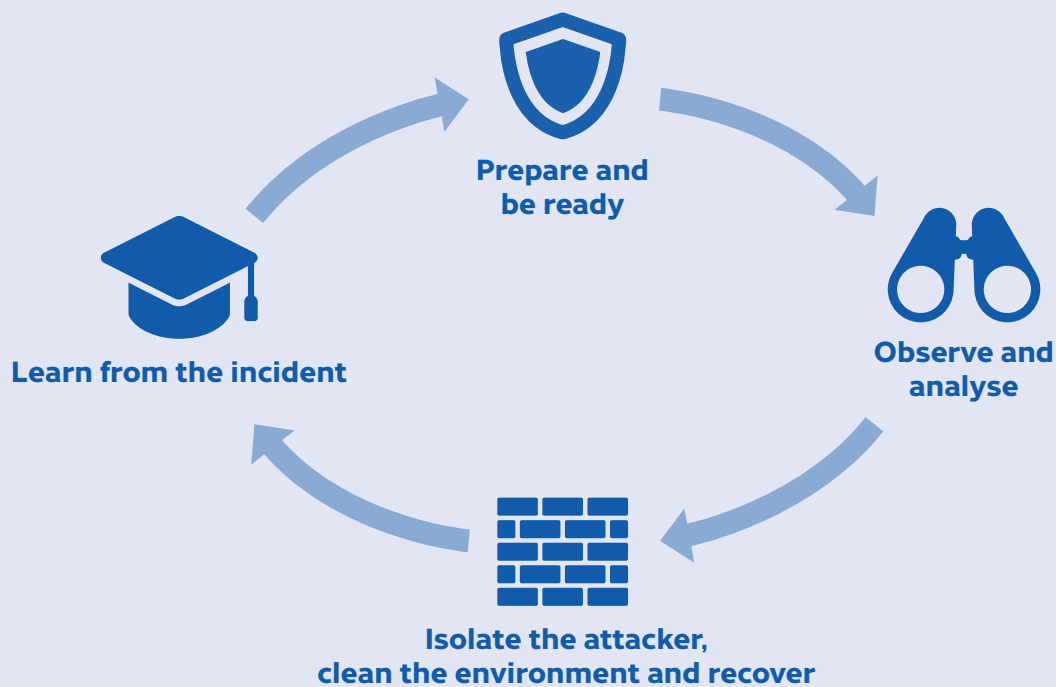 Prepare and
be ready
Observe and
analyse
Isolate the attacker,
clean the environment and recover
Learn from the incident